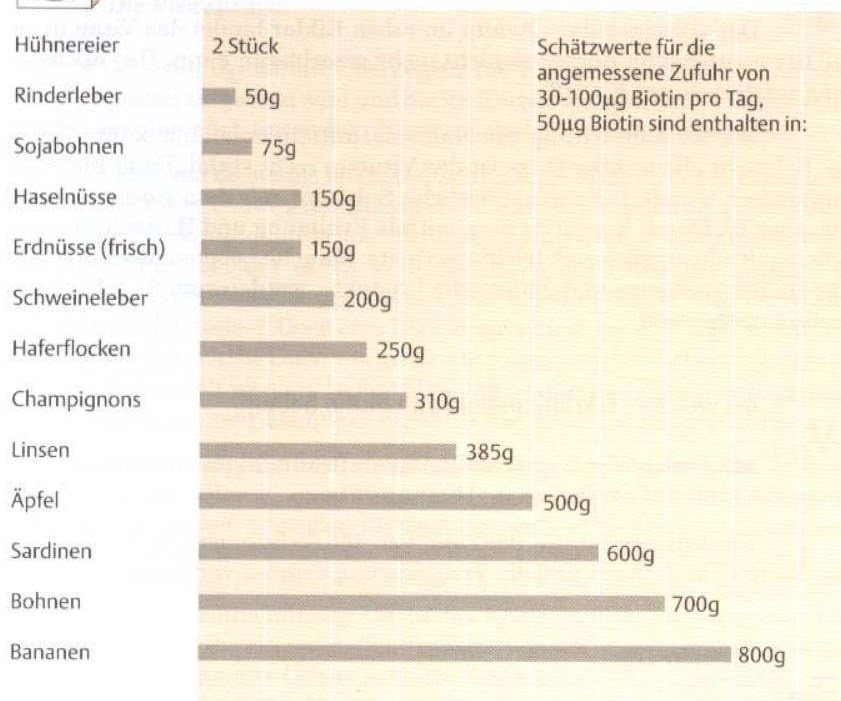 Hühnereier 2 Stück
Schätzwerte für die
angemessene Zufuhr von
30-100µg Biotin pro Tag,
50µg Biotin sind enthalten in:
Rinderleber 50g
Sojabohnen 75g
Haselnüsse 150g
Erdnüsse (frisch) 150g
Schweineleber 200g
Haferflocken 250g
Champignons 310g
Linsen 385g
Äpfel 500g
Sardinen 600g
Bohnen 700g
Bananen 800g